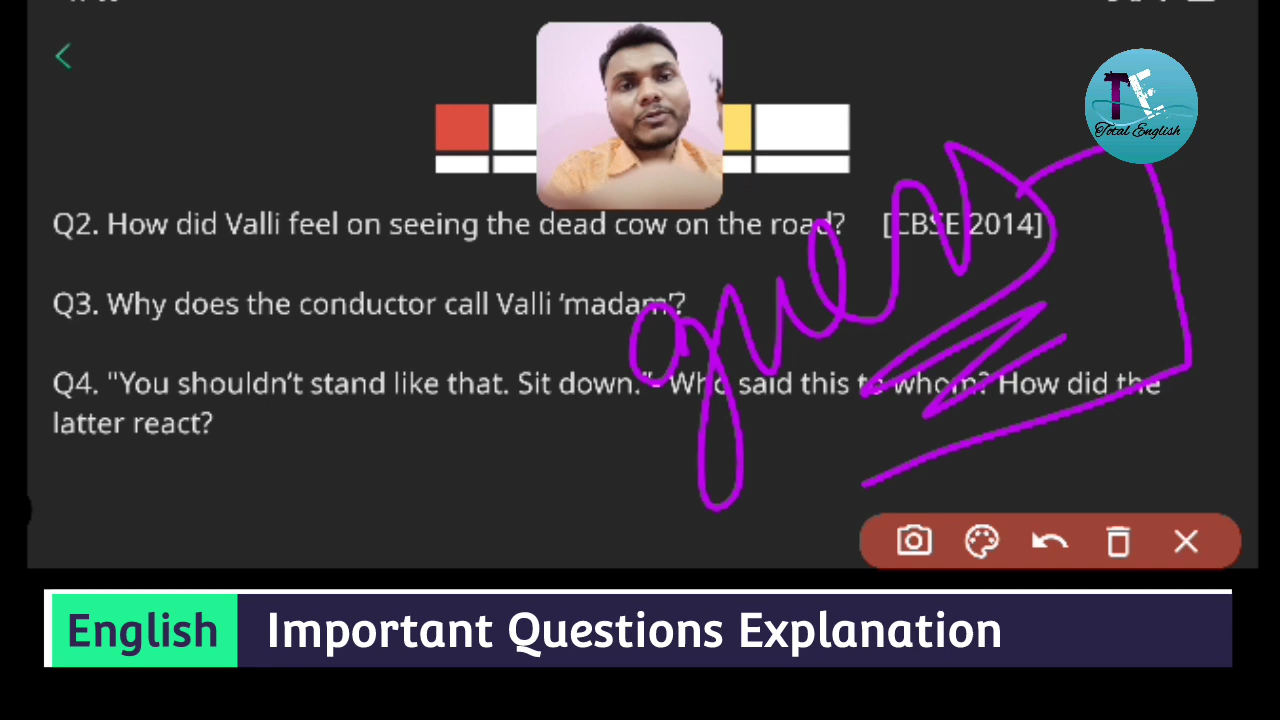 TE
Total English
Q2. How did Valli feel on seeing the dead cow on the road? [CBSE 2014]
Q3. Why does the conductor call Valli ‘madam’?
Q4. "You shouldn’t stand like that. Sit down.”- Who said this to whom? How did the
latter react?
guess
English Important Questions Explanation